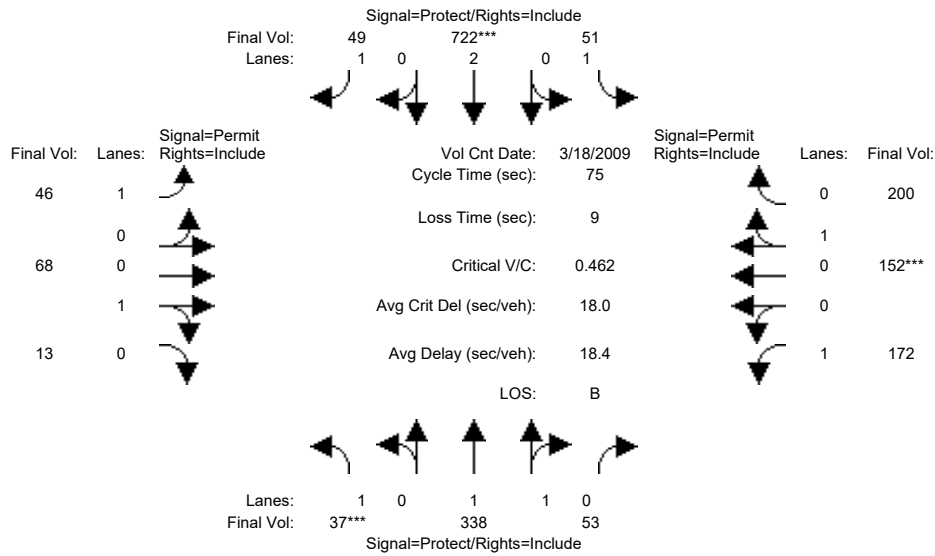 Signal=Protect/Rights=Include
Final Vol: 49 722*** 51
Lanes: 1 0 2 0 1
Signal=Permit Signal=Permit
Final Vol: Lanes: Rights=Include Vol Cnt Date: 3/18/2009 Rights=Include Lanes: Final Vol:
Cycle Time (sec): 75
46 1 0 200
Loss Time (sec): 9
0 1
68 0 Critical V/C: 0.462 0 152***
1 Avg Crit Del (sec/veh): 18.0 0
13 0 Avg Delay (sec/veh): 18.4 1 172
LOS: B
Lanes: 1 0 1 1 0
Final Vol: 37*** 338 53
Signal=Protect/Rights=Include